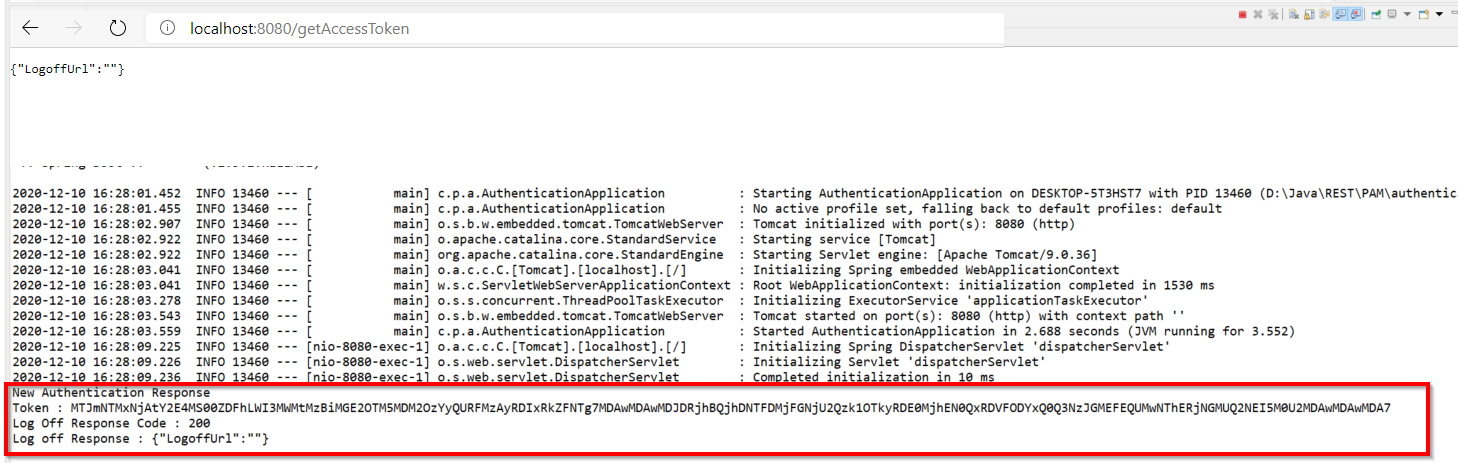 localhost:8080/getAccessToken
{"LogoffUrl":""}
2020-12-10 16:28:01.452  INFO 13460 --- [           main] c.p.a.AuthenticationApplication          : Starting AuthenticationApplication on DESKTOP-5T3HST7 with PID 13460 (D:\Java\REST\PAM\authentic
2020-12-10 16:28:01.455  INFO 13460 --- [           main] c.p.a.AuthenticationApplication          : No active profile set, falling back to default profiles: default
2020-12-10 16:28:02.907  INFO 13460 --- [           main] o.s.b.w.embedded.tomcat.TomcatWebServer  : Tomcat initialized with port(s): 8080 (http)
2020-12-10 16:28:02.922  INFO 13460 --- [           main] o.apache.catalina.core.StandardService   : Starting service [Tomcat]
2020-12-10 16:28:02.922  INFO 13460 --- [           main] org.apache.catalina.core.StandardEngine  : Starting Servlet engine: [Apache Tomcat/9.0.36]
2020-12-10 16:28:03.041  INFO 13460 --- [           main] o.a.c.c.C.[Tomcat].[localhost].[/]       : Initializing Spring embedded WebApplicationContext
2020-12-10 16:28:03.041  INFO 13460 --- [           main] w.s.c.ServletWebServerApplicationContext : Root WebApplicationContext: initialization completed in 1530 ms
2020-12-10 16:28:03.278  INFO 13460 --- [           main] o.s.s.concurrent.ThreadPoolTaskExecutor  : Initializing ExecutorService 'applicationTaskExecutor'
2020-12-10 16:28:03.543  INFO 13460 --- [           main] o.s.b.w.embedded.tomcat.TomcatWebServer  : Tomcat started on port(s): 8080 (http) with context path ''
2020-12-10 16:28:03.559  INFO 13460 --- [           main] c.p.a.AuthenticationApplication          : Started AuthenticationApplication in 2.688 seconds (JVM running for 3.552)
2020-12-10 16:28:09.225  INFO 13460 --- [nio-8080-exec-1] o.a.c.c.C.[Tomcat].[localhost].[/]       : Initializing Spring DispatcherServlet 'dispatcherServlet'
2020-12-10 16:28:09.226  INFO 13460 --- [nio-8080-exec-1] o.s.web.servlet.DispatcherServlet        : Initializing Servlet 'dispatcherServlet'
2020-12-10 16:28:09.236  INFO 13460 --- [nio-8080-exec-1] o.s.web.servlet.DispatcherServlet        : Completed initialization in 10 ms
New Authentication Response
Token :
Log Off Response Code : 200
Log off Response : {"LogoffUrl":""}